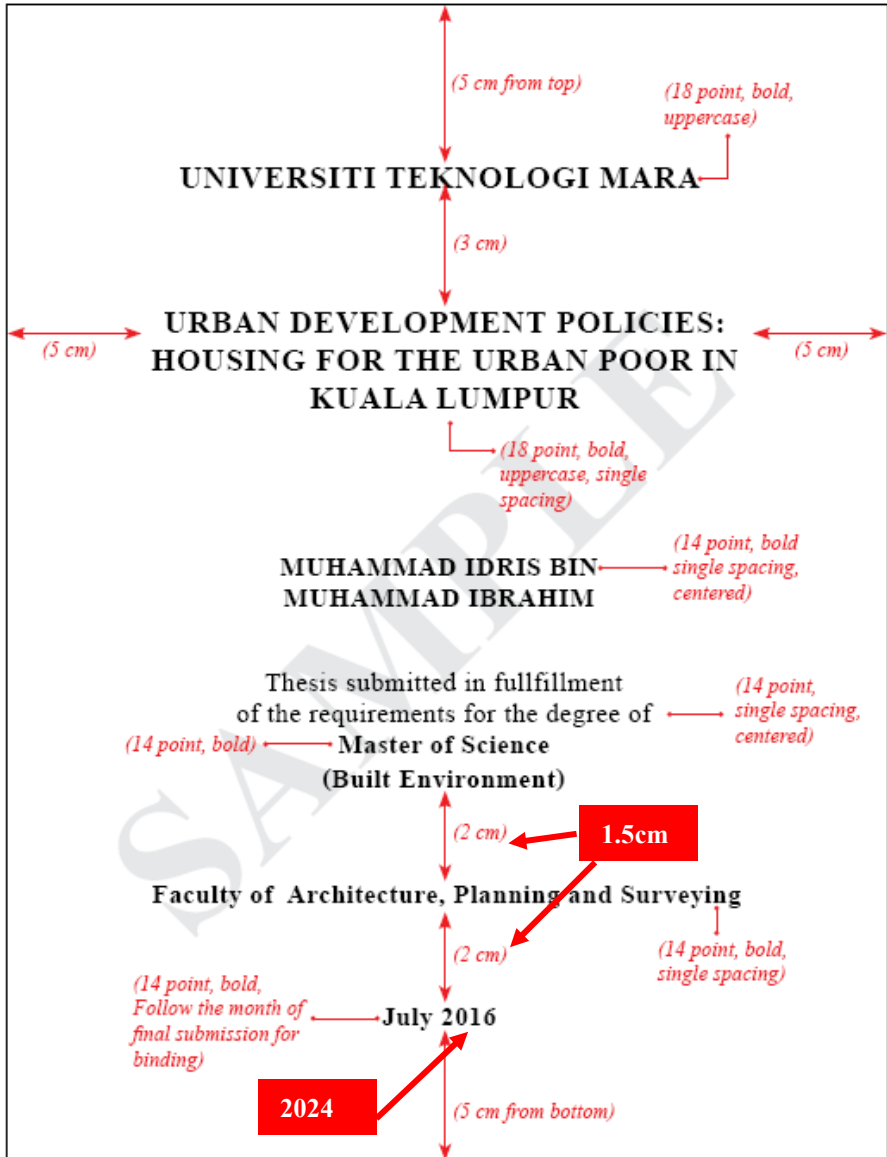 (5 cm from top)
(18 point, bold,
uppercase)
UNIVERSITI TEKNOLOGI MARA
(3 cm)
URBAN DEVELOPMENT POLICIES:
HOUSING FOR THE URBAN POOR IN
KUALA LUMPUR
(5 cm)
(5 cm)
(18 point, bold,
uppercase, single
spacing)
MUHAMMAD IDRIS BIN
MUHAMMAD IBRAHIM
(14 point, bold
single spacing,
centered)
Thesis submitted in fullfillment
of the requirements for the degree of
Master of Science
(Built Environment)
(14 point,
single spacing,
centered)
(14 point, bold)
(2 cm)
1.5cm
Faculty of Architecture, Planning and Surveying
(2 cm)
(14 point, bold,
single spacing)
(14 point, bold,
Follow the month of
final submission for
binding)
July 2016
2024
(5 cm from bottom)
SAMPLE